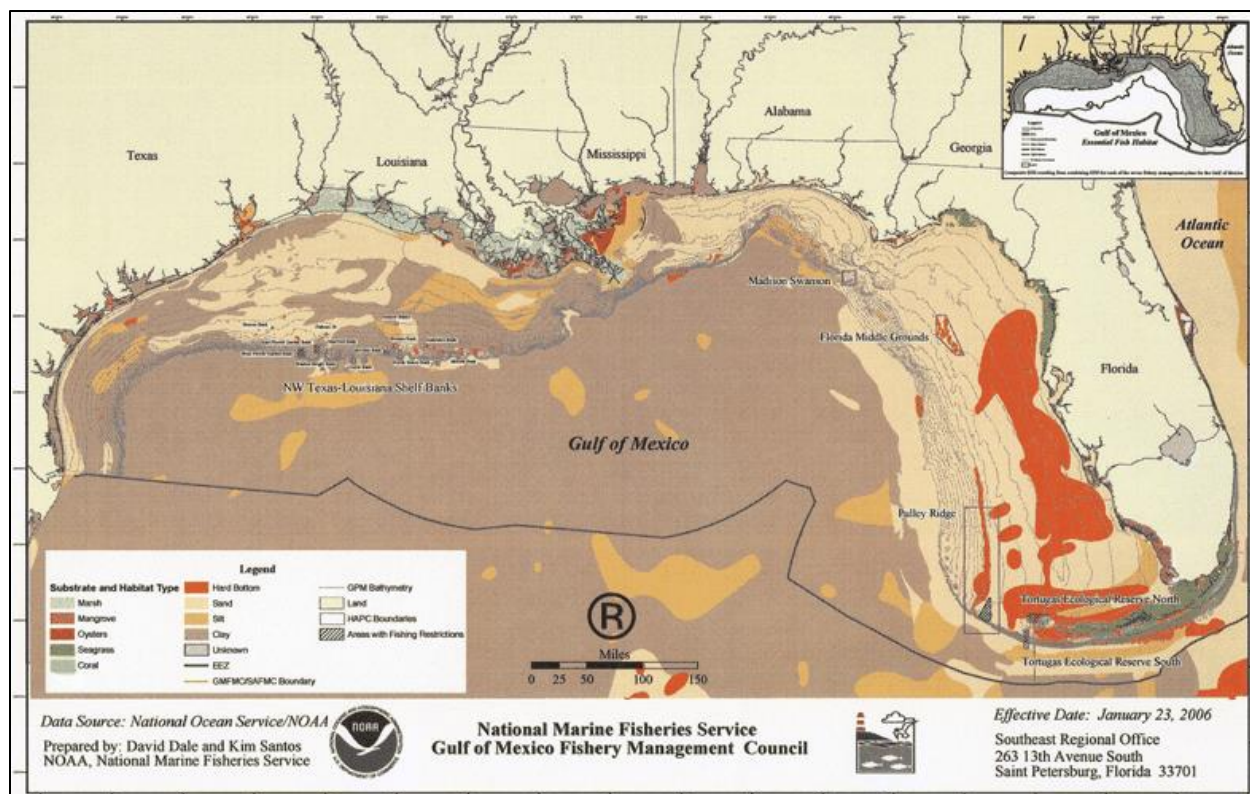 Texas
Louisiana
Mississippi
Alabama
Georgia
Atlantic
Ocean
Gulf of Mexico
Essential Fish Habitat
Legend
Madison Swanson
Florida Middle Grounds
Florida
NW Texas-Louisiana Shelf Banks
Gulf of Mexico
Pulley Ridge
Tortugas Ecological Reserve North
Tortugas Ecological Reserve South
Legend
Substrate and Habitat Type
Marsh
Mangrove
Oysters
Seagrass
Coral
Hard Bottom
Sand
Silt
Clay
Unknown
EEZ
GMFMC/SAFMC Boundary
GPM Bathymetry
Land
HAPC Boundaries
Areas with Fishing Restrictions
R
Miles
0 25 50 100 150
Data Source: National Ocean Service/NOAA
Prepared by: David Dale and Kim Santos
NOAA, National Marine Fisheries Service
NOAA
National Marine Fisheries Service
Gulf of Mexico Fishery Management Council
Effective Date: January 23, 2006
Southeast Regional Office
263 13th Avenue South
Saint Petersburg, Florida 33701